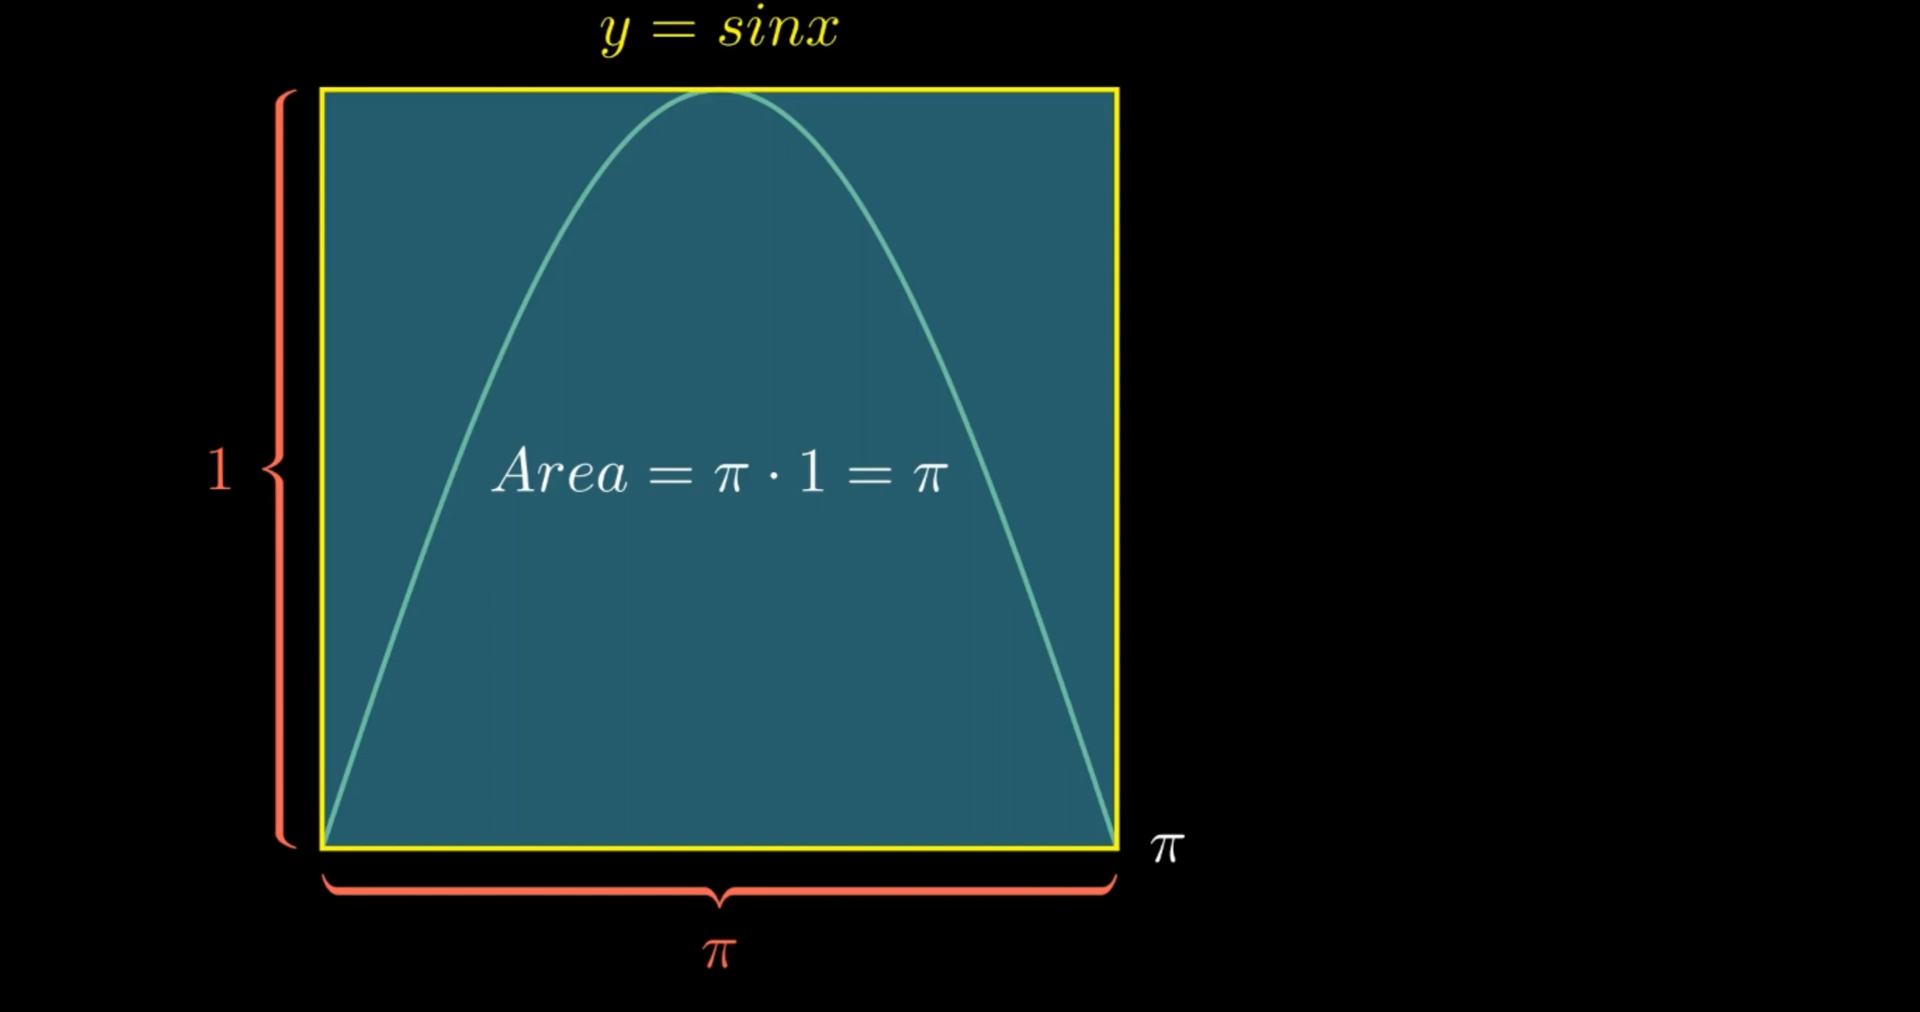 y = sinx
1
Area = π · 1 = π
π
π